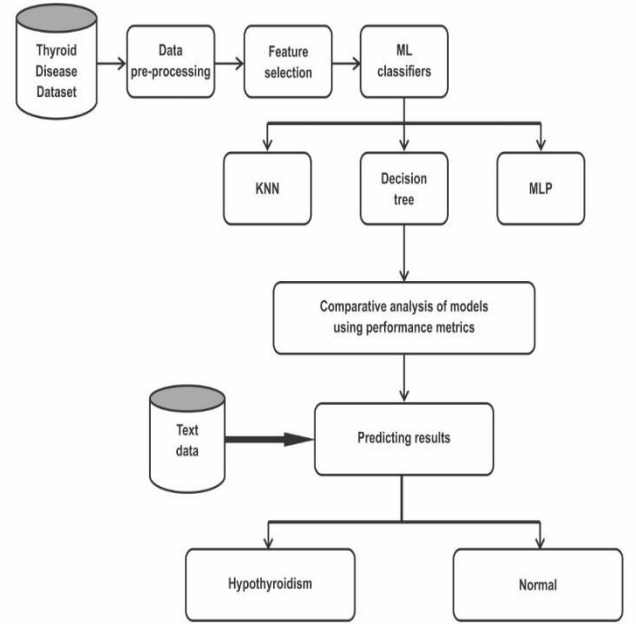 Thyroid
Disease
Dataset
Data
pre-processing
Feature
selection
ML
classifiers
KNN
Decision
tree
MLP
Comparative analysis of models
using performance metrics
Text
data
Predicting results
Hypothyroidism
Normal